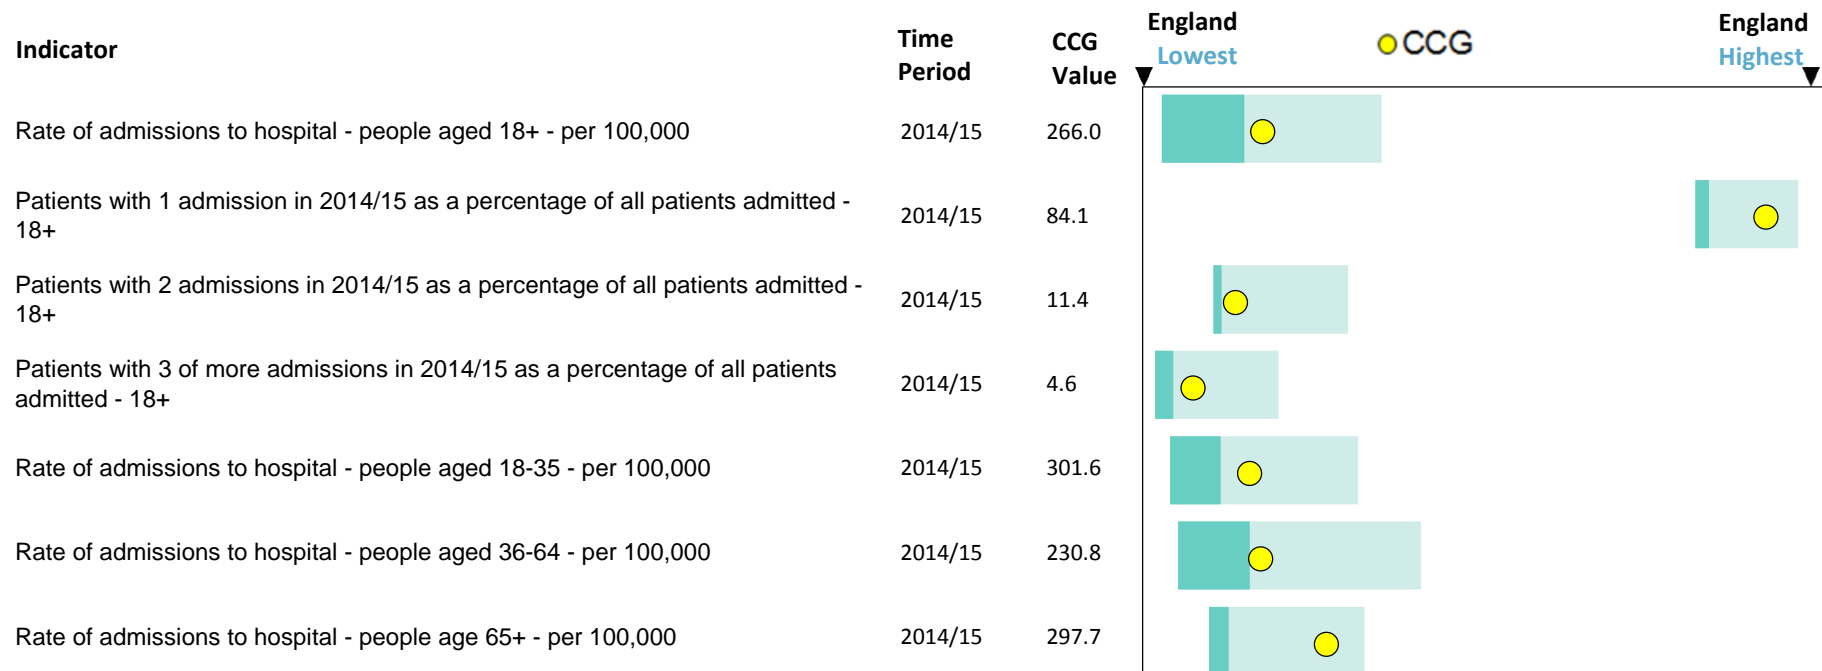 Indicator
Time
Period
CCG
Value
England
Lowest
CCG
England
Highest
Rate of admissions to hospital - people aged 18+ - per 100,000 2014/15 266.0
Patients with 1 admission in 2014/15 as a percentage of all patients admitted -
18+ 2014/15 84.1
Patients with 2 admissions in 2014/15 as a percentage of all patients admitted -
18+ 2014/15 11.4
Patients with 3 of more admissions in 2014/15 as a percentage of all patients
admitted - 18+ 2014/15 4.6
Rate of admissions to hospital - people aged 18-35 - per 100,000 2014/15 301.6
Rate of admissions to hospital - people aged 36-64 - per 100,000 2014/15 230.8
Rate of admissions to hospital - people age 65+ - per 100,000 2014/15 297.7